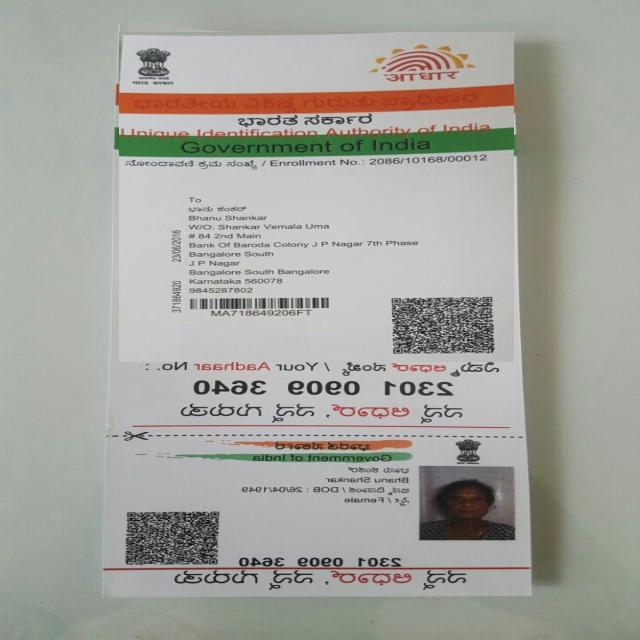 भारत सरकार
आधार
ಭಾರತೀಯ ವಿಶಿಷ್ಟ ಗುರುತು ಪ್ರಾಧಿಕಾರ
ಭಾರತ ಸರ್ಕಾರ
Unique Identification Authority of India
Government of India
ನೋಂದಾವಣಿ ಕ್ರಮ ಸಂಖ್ಯೆ / Enrollment No.: 2086/10168/00012
To
ಭಾನು ಶಂಕರ್
Bhanu Shankar
W/O: Shankar Vemala Uma
# 84 2nd Main
Bank Of Baroda Colony J P Nagar 7th Phase
Bangalore South
J P Nagar
Bangalore South Bangalore
Karnataka 560078
9845287802
23/06/2016
371864920
MA718649206FT
ನಿಮ್ಮ ಆಧಾರ್ ಸಂಖ್ಯೆ / Your Aadhaar No. :
2301 0909 3640
ನನ್ನ ಆಧಾರ್, ನನ್ನ ಗುರುತು
ಭಾರತ ಸರ್ಕಾರ
Government of India
ಭಾನು ಶಂಕರ್
Bhanu Shankar
ಜನ್ಮ ದಿನಾಂಕ / DOB : 26/04/1949
ಸ್ತ್ರೀ / Female
2301 0909 3640
ನನ್ನ ಆಧಾರ್, ನನ್ನ ಗುರುತು